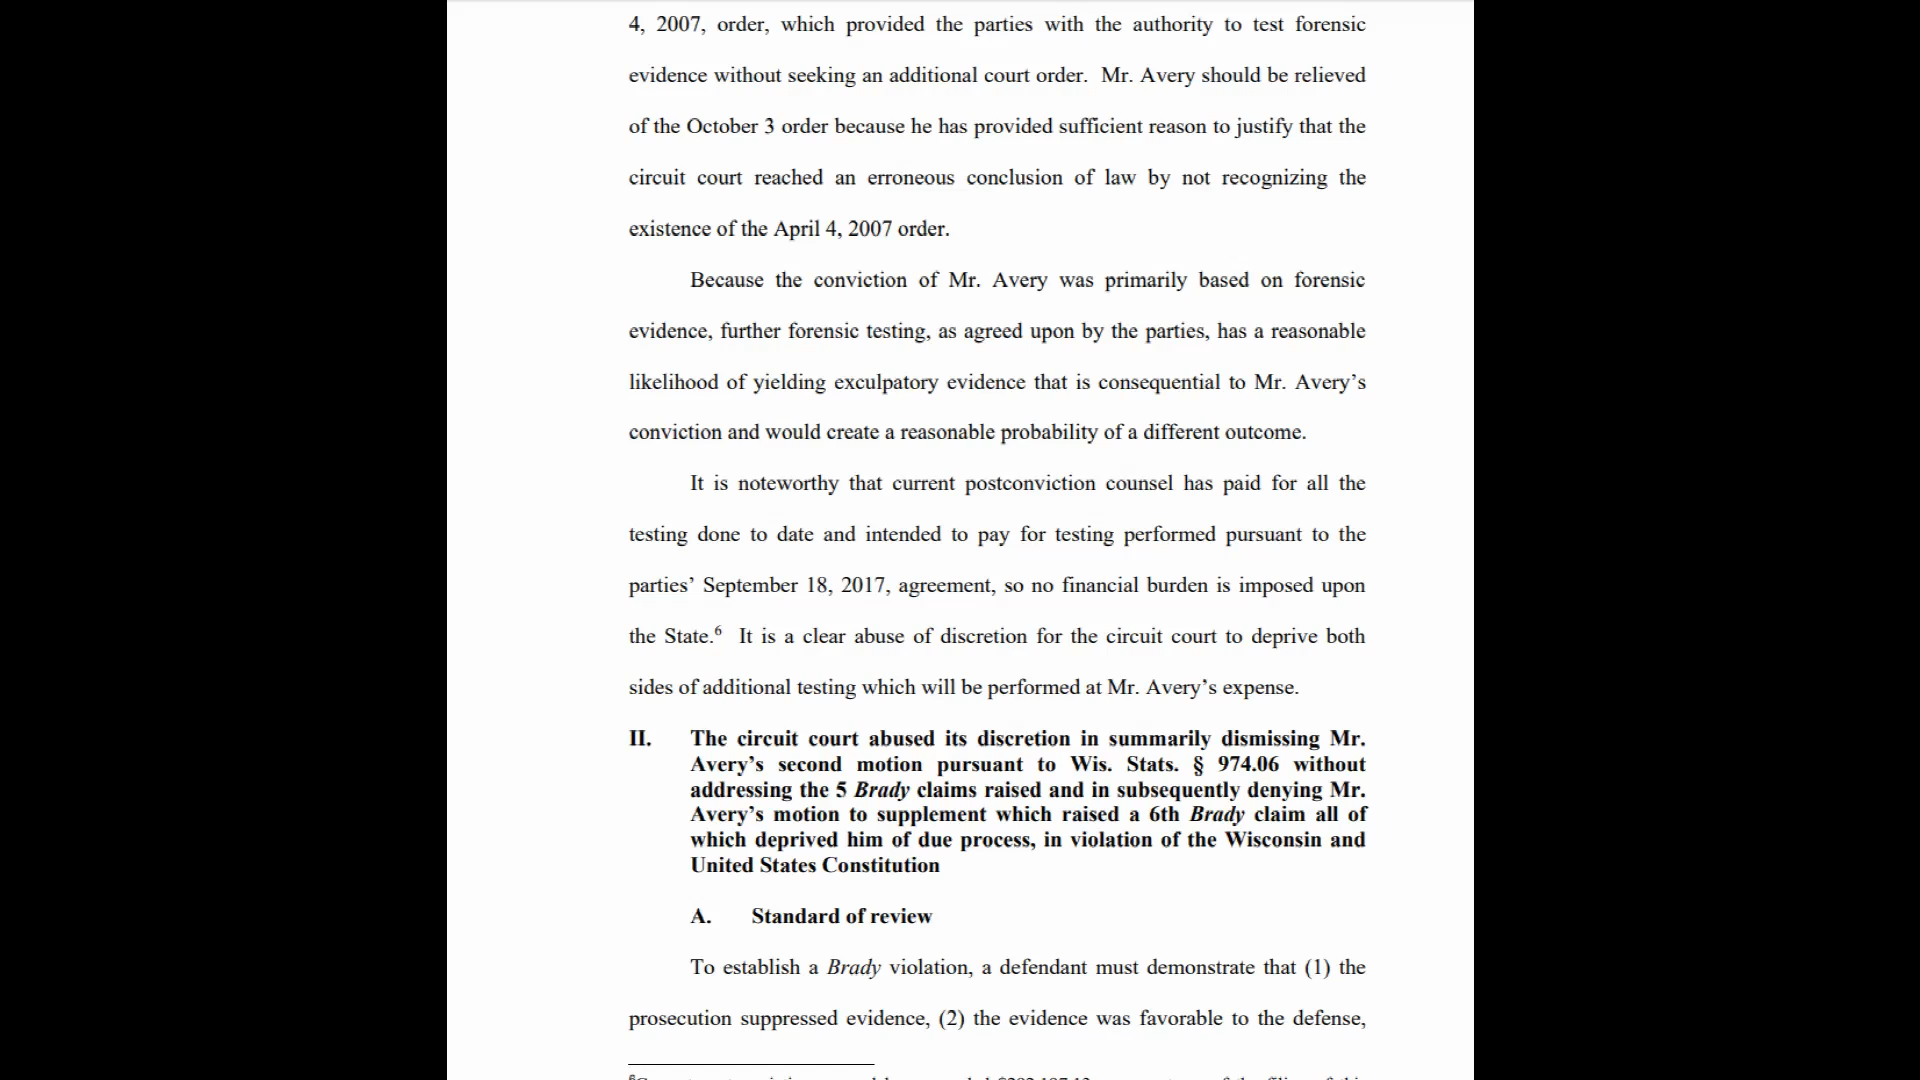 4, 2007, order, which provided the parties with the authority to test forensic
evidence without seeking an additional court order. Mr. Avery should be relieved
of the October 3 order because he has provided sufficient reason to justify that the
circuit court reached an erroneous conclusion of law by not recognizing the
existence of the April 4, 2007 order.
Because the conviction of Mr. Avery was primarily based on forensic
evidence, further forensic testing, as agreed upon by the parties, has a reasonable
likelihood of yielding exculpatory evidence that is consequential to Mr. Avery’s
conviction and would create a reasonable probability of a different outcome.
It is noteworthy that current postconviction counsel has paid for all the
testing done to date and intended to pay for testing performed pursuant to the
parties’ September 18, 2017, agreement, so no financial burden is imposed upon
the State.⁶ It is a clear abuse of discretion for the circuit court to deprive both
sides of additional testing which will be performed at Mr. Avery’s expense.
II. The circuit court abused its discretion in summarily dismissing Mr.
Avery’s second motion pursuant to Wis. Stats. § 974.06 without
addressing the 5 Brady claims raised and in subsequently denying Mr.
Avery’s motion to supplement which raised a 6th Brady claim all of
which deprived him of due process, in violation of the Wisconsin and
United States Constitution
A. Standard of review
To establish a Brady violation, a defendant must demonstrate that (1) the
prosecution suppressed evidence, (2) the evidence was favorable to the defense,